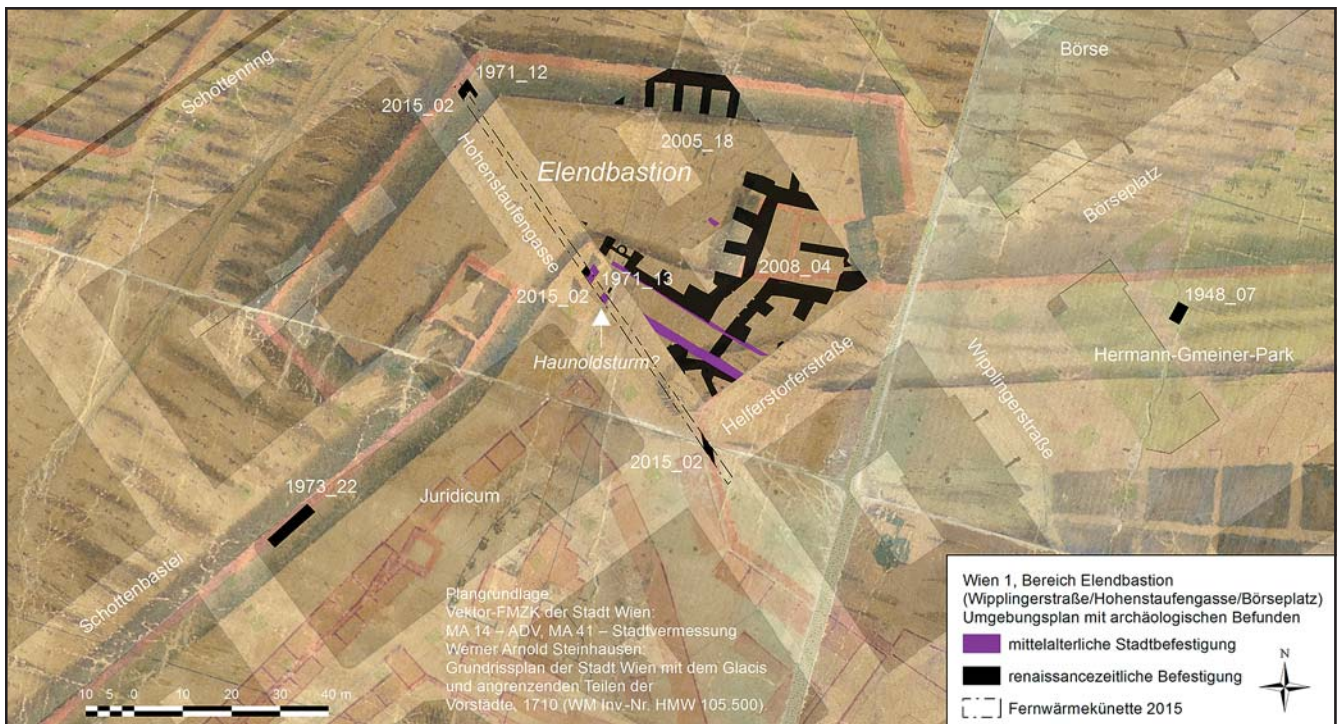 Schottenring
1971_12
2015_02
Hohenstaufengasse
Elendbastion
2005_18
Börse
Börseplatz
2008_04
1971_13
2015_02
Haunoldsturm?
1948_07
Hermann-Gmeiner-Park
Wipplingerstraße
Helferstorferstraße
2015_02
1973_22
Juridicum
Schottenbastei
Plangrundlage:
Vektor-FMZK der Stadt Wien:
MA 14 – ADV, MA 41 – Stadtvermessung
Werner Arnold Steinhausen:
Grundrissplan der Stadt Wien mit dem Glacis
und angrenzenden Teilen der
Vorstädte, 1710 (WM Inv.-Nr. HMW 105.500).
10 5 0 10 20 30 40 m
Wien 1, Bereich Elendbastion
(Wipplingerstraße/Hohenstaufengasse/Börseplatz)
Umgebungsplan mit archäologischen Befunden
mittelalterliche Stadtbefestigung
renaissancezeitliche Befestigung
Fernwärmekünette 2015
N